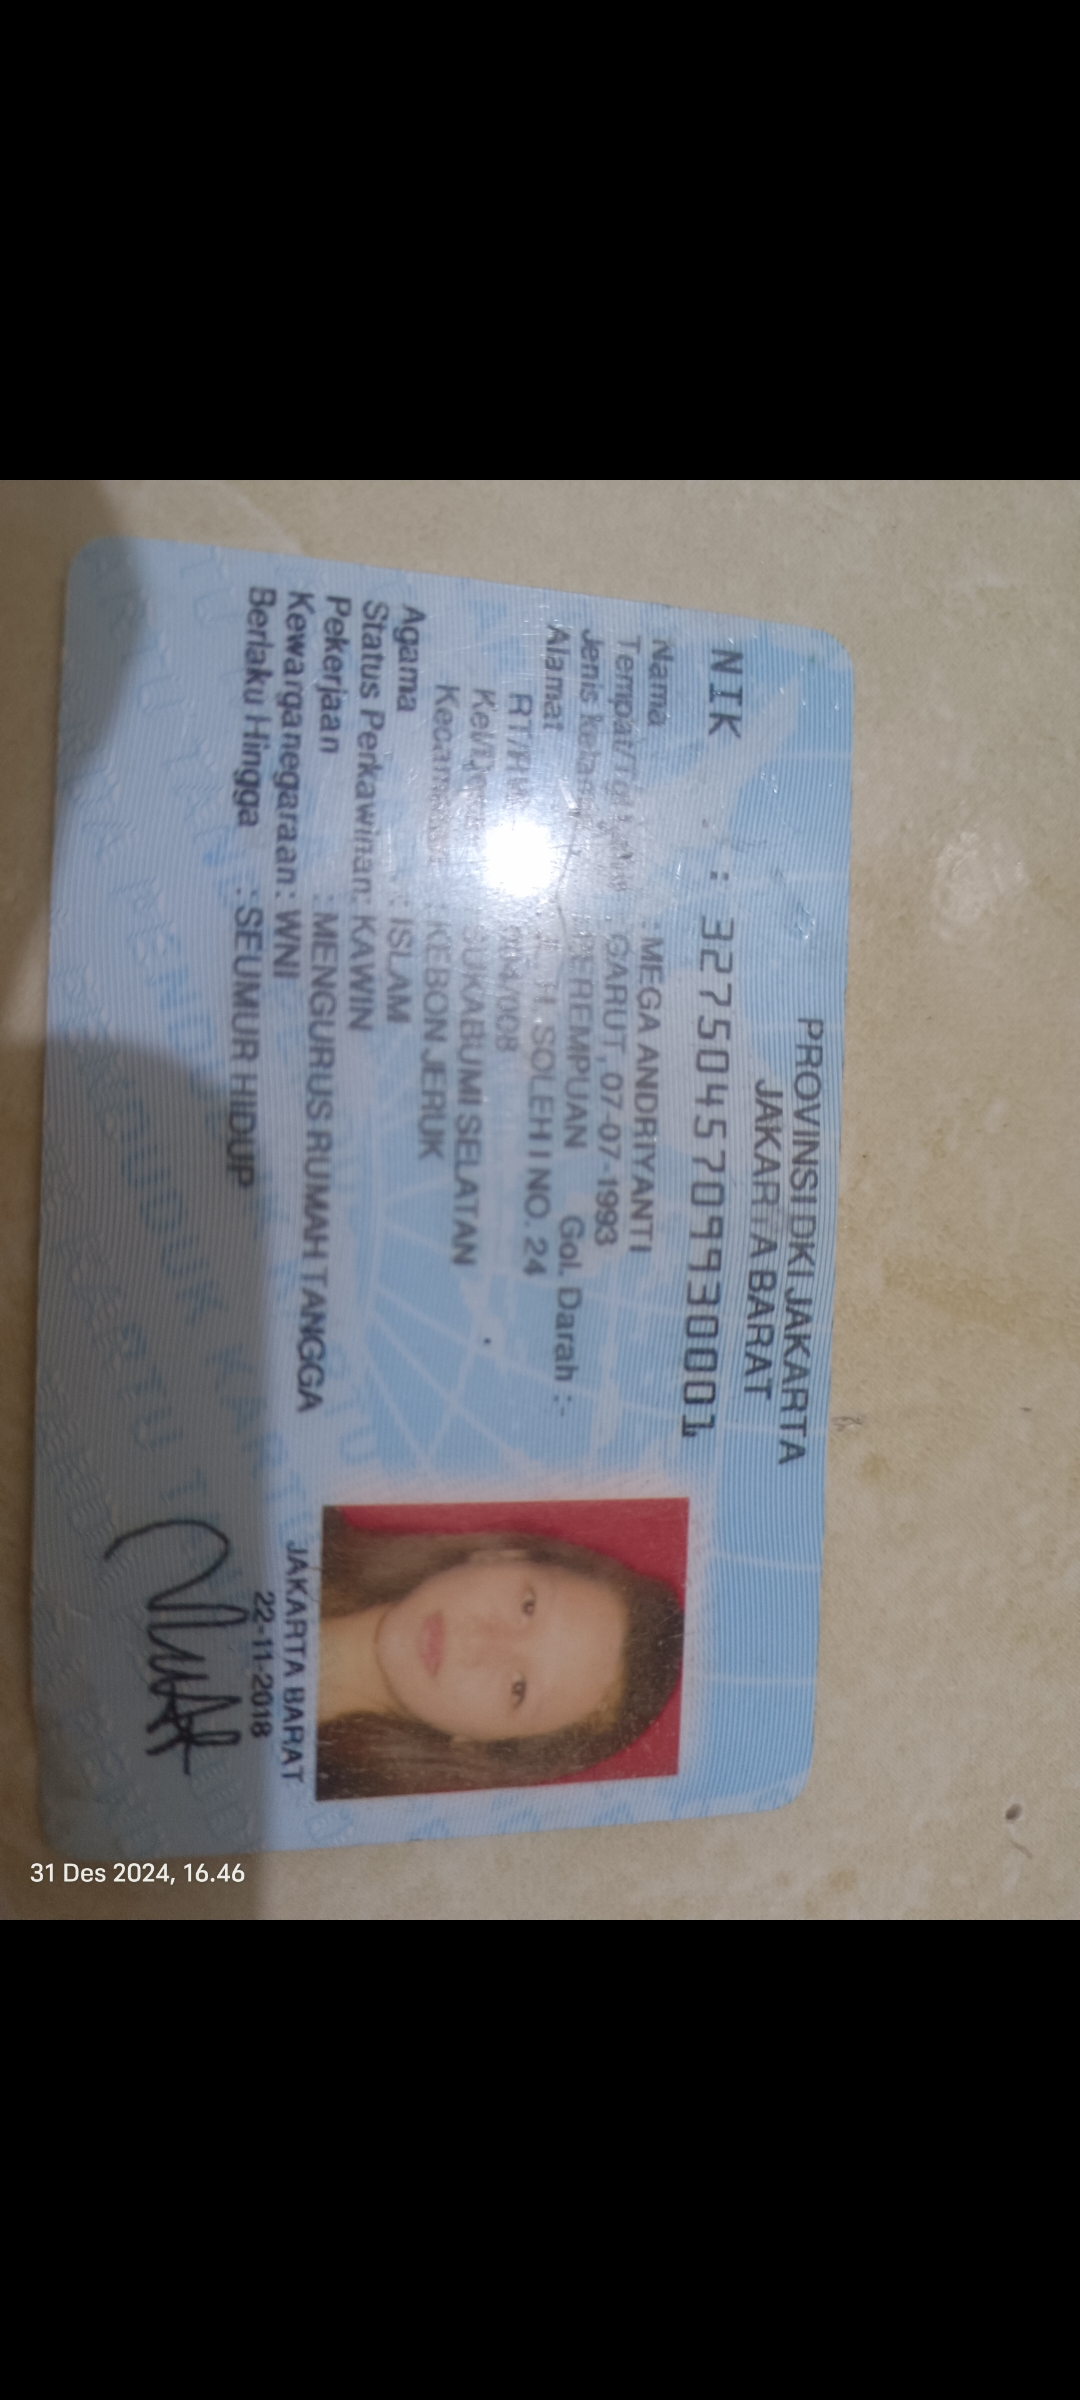 PROVINSI DKI JAKARTA
JAKARTA BARAT
NIK : 3275045709930001
Nama : MEGA ANDRIYANTI
Tempat/Tgl Lahir : GARUT, 07-07-1993
Jenis Kelamin : PEREMPUAN Gol. Darah : -
Alamat H. SOLEH I NO. 24
RT/RW 004/008
Kel/Desa SUKABUMI SELATAN
Kecamatan : KEBON JERUK
Agama : ISLAM
Status Perkawinan: KAWIN
Pekerjaan : MENGURUS RUMAH TANGGA
Kewarganegaraan : WNI
Berlaku Hingga : SEUMUR HIDUP
JAKARTA BARAT
22-11-2018
31 Des 2024, 16.46